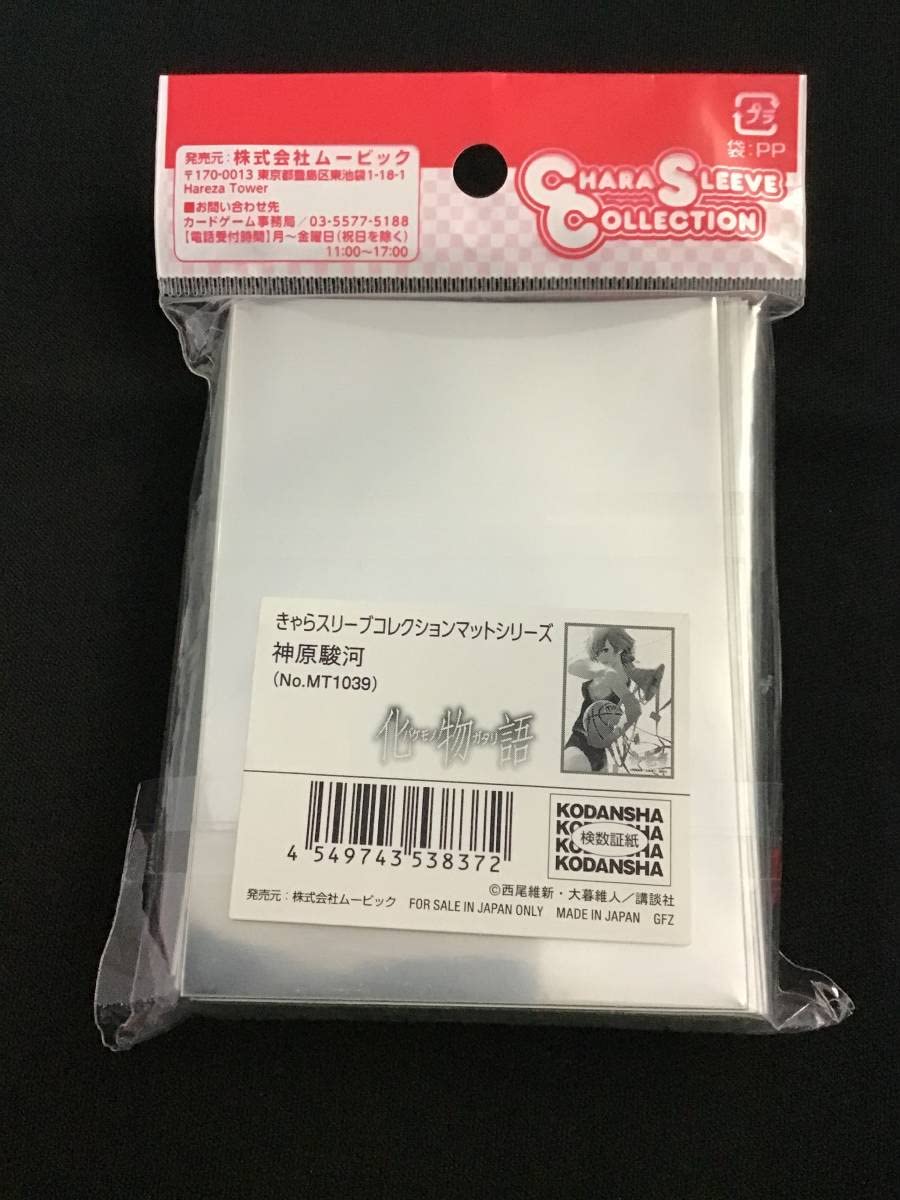 発売元:株式会社ムービック
〒170-0013 東京都豊島区東池袋1-18-1
Hareza Tower
■お問い合わせ先
カードゲーム事務局/03-5577-5188
【電話受付時間】月〜金曜日(祝日を除く)
11:00〜17:00
プラ
袋:PP
CHARA SLEEVE
COLLECTION
きゃらスリーブコレクションマットシリーズ
神原駿河
(No.MT1039)
化物語
バケモノ ガタリ
4 549743 538372
KODANSHA
KODANSHA
検数証紙
KODANSHA
KODANSHA
©西尾維新・大暮維人/講談社
発売元:株式会社ムービック FOR SALE IN JAPAN ONLY MADE IN JAPAN GFZ